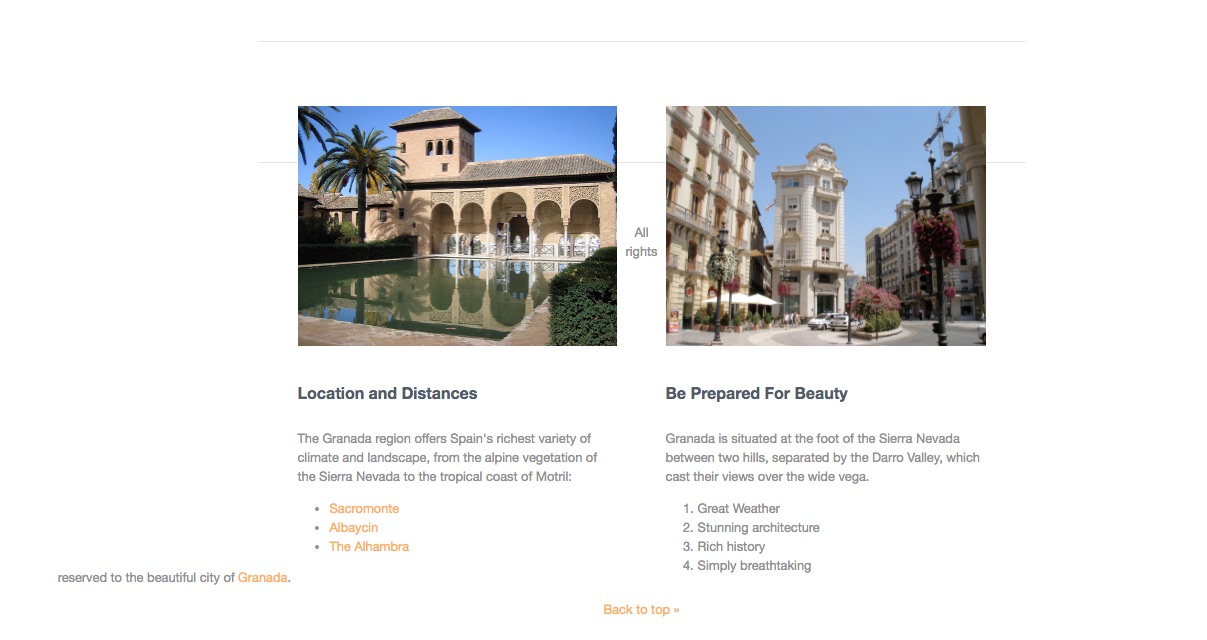 All
rights
Location and Distances
The Granada region offers Spain's richest variety of
climate and landscape, from the alpine vegetation of
the Sierra Nevada to the tropical coast of Motril:
• Sacromonte
• Albaycin
• The Alhambra
Be Prepared For Beauty
Granada is situated at the foot of the Sierra Nevada
between two hills, separated by the Darro Valley, which
cast their views over the wide vega.
1. Great Weather
2. Stunning architecture
3. Rich history
4. Simply breathtaking
reserved to the beautiful city of Granada.
Back to top »